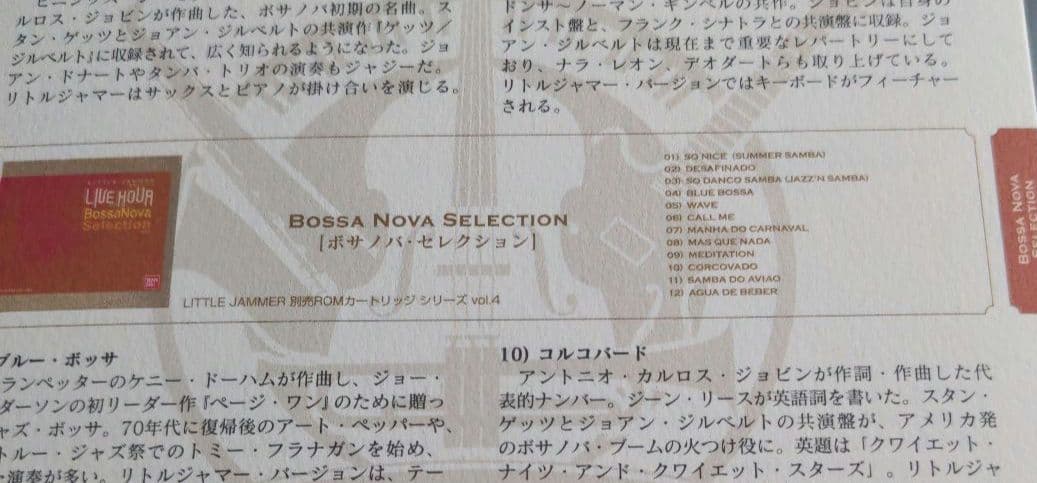 ロス・ジョビンが作曲した、ボサノバ初期の名曲。ス
タン・ゲッツとジョアン・ジルベルトの共演作『ゲッツ／
ジルベルト』に収録されて、広く知られるようになった。ジョ
アン・ドナートやタンバ・トリオの演奏もジャジーだ。
リトルジャマーはサックスとピアノが掛け合いを演じる。
ドンサ〜ノーマン・ギンベルの共作。ジョビンは自身の
インスト盤と、フランク・シナトラとの共演盤に収録。ジョ
アン・ジルベルトは現在まで重要なレパートリーにして
おり、ナラ・レオン、デオダートらも取り上げている。
リトルジャマー・バージョンではキーボードがフィーチャー
される。
LITTLE JAMMER
LIVE HOUR
BossaNova
Selection
BANDAI
BOSSA NOVA SELECTION
[ボサノバ・セレクション]
LITTLE JAMMER 別売ROMカートリッジ シリーズ vol.4
01) SO NICE (SUMMER SAMBA)
02) DESAFINADO
03) SO DANCO SAMBA (JAZZ'N SAMBA)
04) BLUE BOSSA
05) WAVE
06) CALL ME
07) MANHA DO CARNAVAL
08) MAS QUE NADA
09) MEDITATION
10) CORCOVADO
11) SAMBA DO AVIAO
12) AGUA DE BEBER
BOSSA NOVA
SELECTION
ブルー・ボッサ
ランペッターのケニー・ドーハムが作曲し、ジョー・
ダーソンの初リーダー作『ページ・ワン』のために贈っ
ャズ・ボッサ。70年代に復帰後のアート・ペッパーや、
トルー・ジャズ祭でのトミー・フラナガンを始め、
演奏が多い。リトルジャマー・バージョンは、テー
10) コルコバード
アントニオ・カルロス・ジョビンが作詞・作曲した代
表的ナンバー。ジーン・リースが英語詞を書いた。スタン・
ゲッツとジョアン・ジルベルトの共演盤が、アメリカ発
のボサノバ・ブームの火つけ役に。英題は「クワイエット・
ナイツ・アンド・クワイエット・スターズ」。リトルジャ